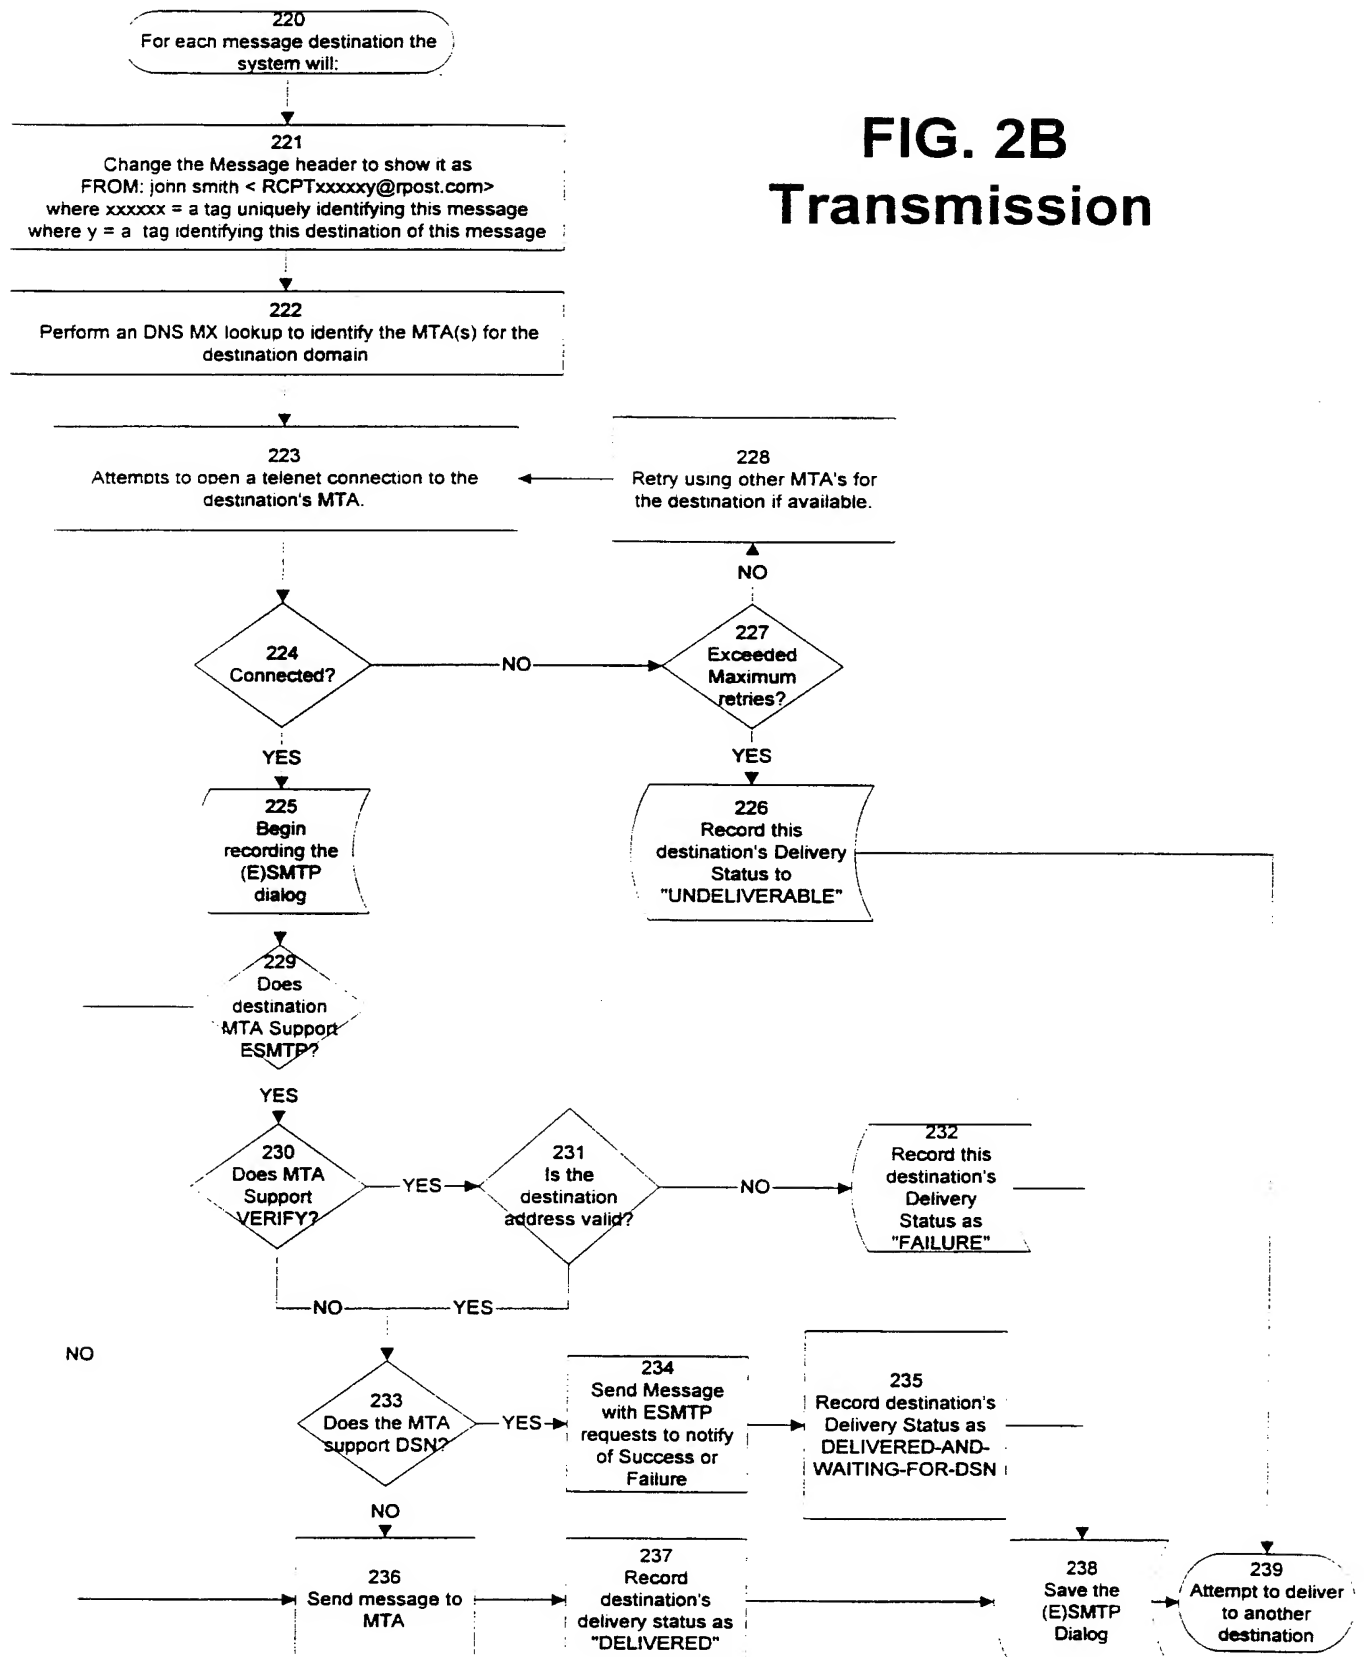 220
For each message destination the
system will:
FIG. 2B
Transmission
221
Change the Message header to show it as
FROM: john smith < RCPTxxxxxy@rpost.com>
where xxxxxx = a tag uniquely identifying this message
where y = a tag identifying this destination of this message
222
Perform an DNS MX lookup to identify the MTA(s) for the
destination domain
223
Attempts to open a telenet connection to the
destination's MTA.
228
Retry using other MTA's for
the destination if available.
NO
224
Connected?
NO
227
Exceeded
Maximum
retries?
YES
YES
225
Begin
recording the
(E)SMTP
dialog
226
Record this
destination's Delivery
Status to
"UNDELIVERABLE"
229
Does
destination
MTA Support
ESMTP?
YES
230
Does MTA
Support
VERIFY?
YES
231
Is the
destination
address valid?
NO
232
Record this
destination's
Delivery
Status as
"FAILURE"
NO
YES
NO
233
Does the MTA
support DSN?
YES
234
Send Message
with ESMTP
requests to notify
of Success or
Failure
235
Record destination's
Delivery Status as
DELIVERED-AND-
WAITING-FOR-DSN
NO
236
Send message to
MTA
237
Record
destination's
delivery status as
"DELIVERED"
238
Save the
(E)SMTP
Dialog
239
Attempt to deliver
to another
destination